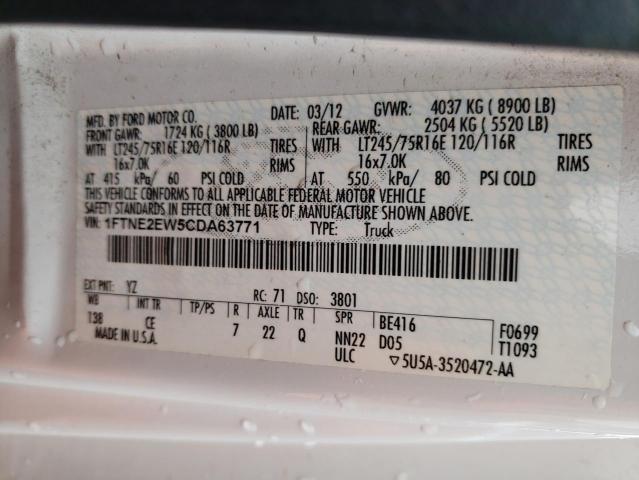 MFD. BY FORD MOTOR CO. DATE: 03/12 GVWR: 4037 KG ( 8900 LB)
FRONT GAWR: 1724 KG ( 3800 LB) REAR GAWR: 2504 KG ( 5520 LB)
WITH LT245/75R16E 120/116R TIRES WITH LT245/75R16E 120/116R TIRES
16x7.0K RIMS 16x7.0K RIMS
AT 415 kPa/ 60 PSI COLD AT 550 kPa/ 80 PSI COLD
THIS VEHICLE CONFORMS TO ALL APPLICABLE FEDERAL MOTOR VEHICLE
SAFETY STANDARDS IN EFFECT ON THE DATE OF MANUFACTURE SHOWN ABOVE.
VIN: 1FTNE2EW5CDA63771 TYPE: Truck
EXT PNT: YZ RC: 71 DSO: 3801
WB INT TR TP/PS R AXLE TR SPR BE416 F0699
138 CE 7 22 Q NN22 D05 T1093
MADE IN U.S.A. ULC ▽5U5A-3520472-AA